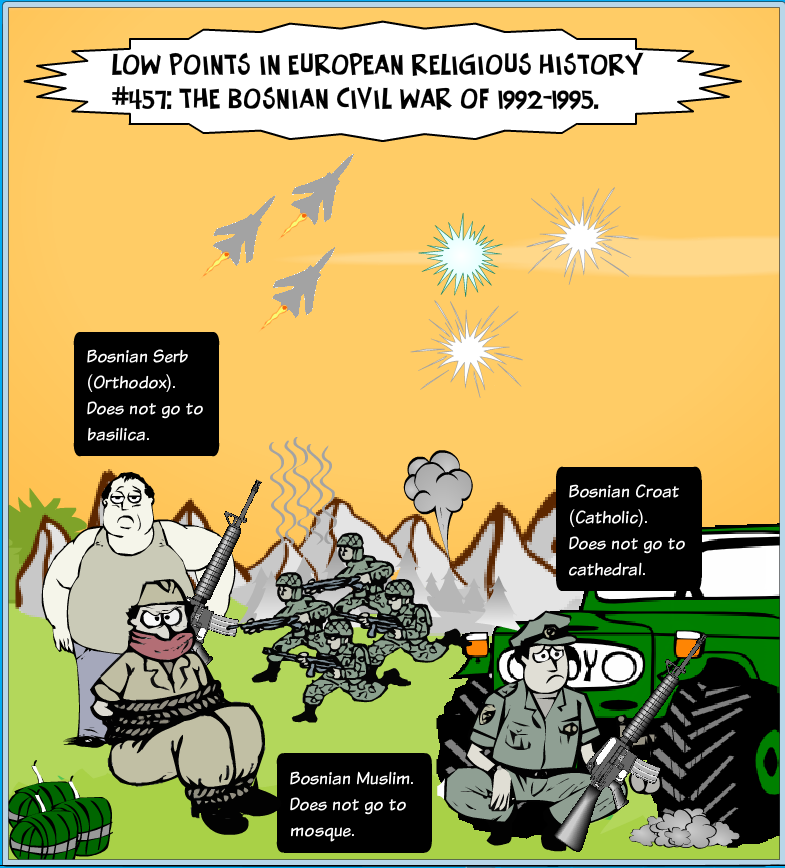 LOW POINTS IN EUROPEAN RELIGIOUS HISTORY
#457: THE BOSNIAN CIVIL WAR OF 1992-1995.
Bosnian Serb
(Orthodox).
Does not go to
basilica.
Bosnian Croat
(Catholic).
Does not go to
cathedral.
Bosnian Muslim.
Does not go to
mosque.